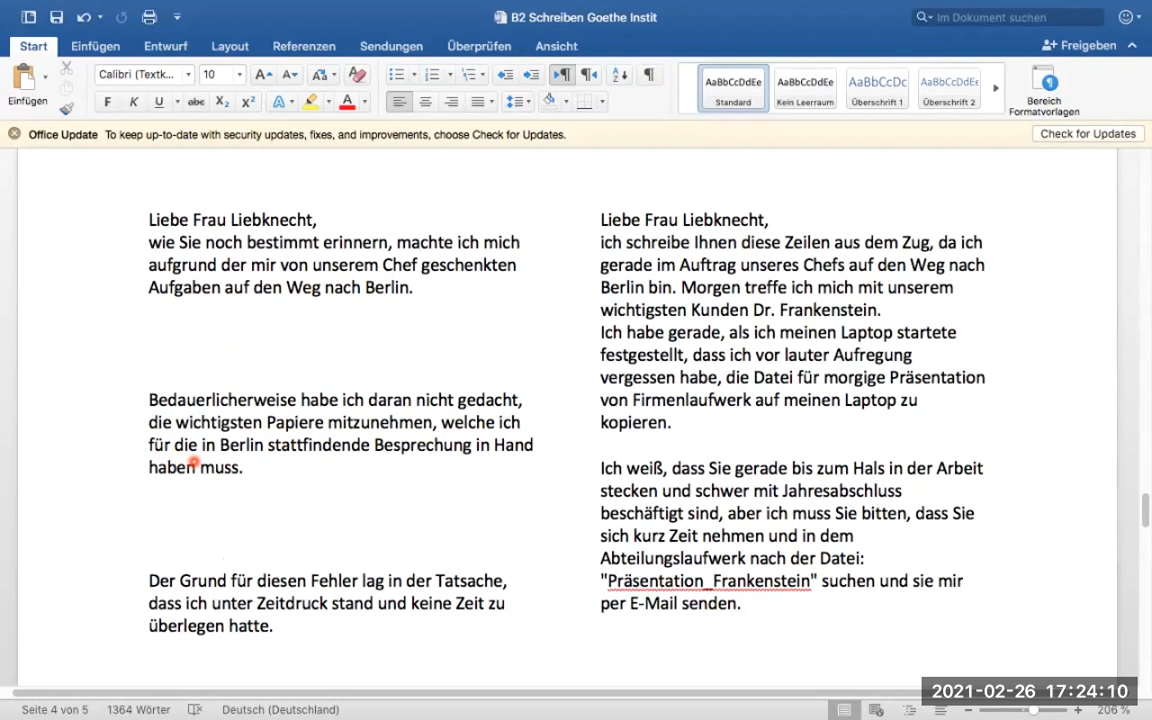 B2 Schreiben Goethe Instit
Im Dokument suchen
Start Einfügen Entwurf Layout Referenzen Sendungen Überprüfen Ansicht
Freigeben
Einfügen
Calibri (Textk... 10
F K U abc X₂ X² A A
AaBbCcDdEe
Standard
AaBbCcDdEe
Kein Leerraum
AaBbCcDc
Überschrift 1
AaBbCcDdEe
Überschrift 2
Bereich
Formatvorlagen
Office Update To keep up-to-date with security updates, fixes, and improvements, choose Check for Updates.
Check for Updates
Liebe Frau Liebknecht,
wie Sie noch bestimmt erinnern, machte ich mich
aufgrund der mir von unserem Chef geschenkten
Aufgaben auf den Weg nach Berlin.
Bedauerlicherweise habe ich daran nicht gedacht,
die wichtigsten Papiere mitzunehmen, welche ich
für die in Berlin stattfindende Besprechung in Hand
haben muss.
Der Grund für diesen Fehler lag in der Tatsache,
dass ich unter Zeitdruck stand und keine Zeit zu
überlegen hatte.
Liebe Frau Liebknecht,
ich schreibe Ihnen diese Zeilen aus dem Zug, da ich
gerade im Auftrag unseres Chefs auf den Weg nach
Berlin bin. Morgen treffe ich mich mit unserem
wichtigsten Kunden Dr. Frankenstein.
Ich habe gerade, als ich meinen Laptop startete
festgestellt, dass ich vor lauter Aufregung
vergessen habe, die Datei für morgige Präsentation
von Firmenlaufwerk auf meinen Laptop zu
kopieren.
Ich weiß, dass Sie gerade bis zum Hals in der Arbeit
stecken und schwer mit Jahresabschluss
beschäftigt sind, aber ich muss Sie bitten, dass Sie
sich kurz Zeit nehmen und in dem
Abteilungslaufwerk nach der Datei:
"Präsentation_Frankenstein" suchen und sie mir
per E-Mail senden.
2021-02-26 17:24:10
Seite 4 von 5 1364 Wörter Deutsch (Deutschland)
206 %